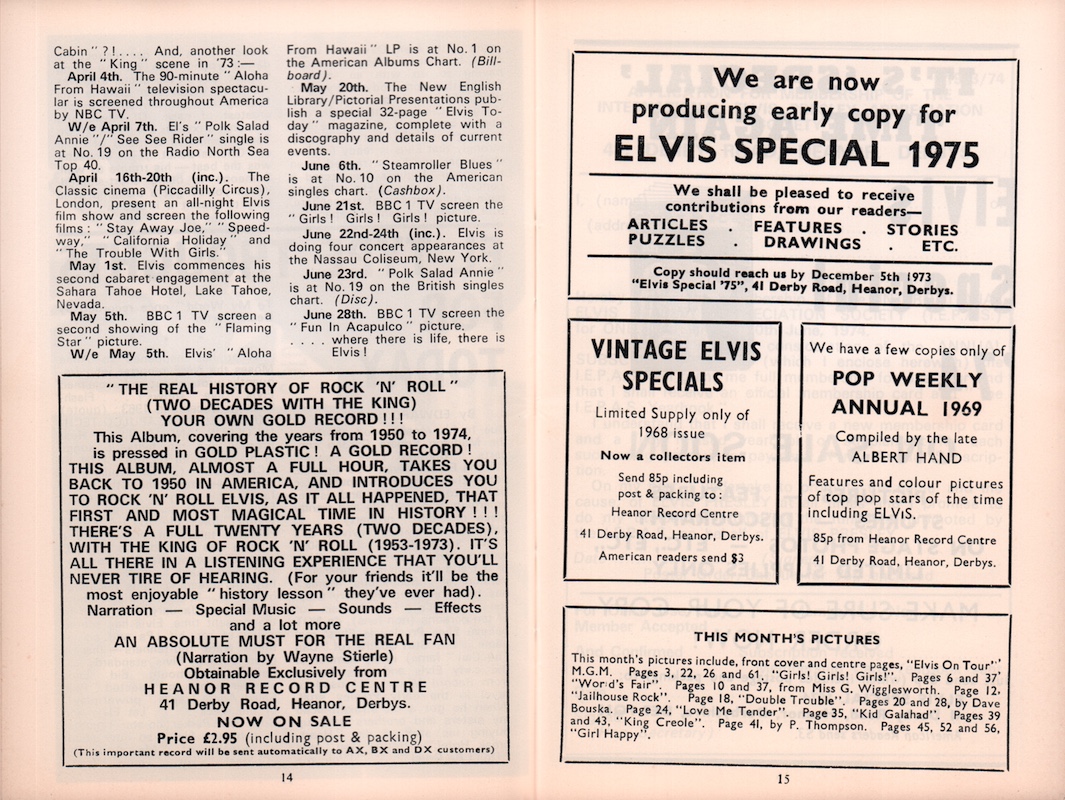 Cabin " ?!.... And, another look
at the "King" scene in '73 :—
April 4th. The 90-minute "Aloha
From Hawaii" television spectacu-
lar is screened throughout America
by NBC TV.
W/e April 7th. El's "Polk Salad
Annie"/"See See Rider" single is
at No. 19 on the Radio North Sea
Top 40.
April 16th-20th (inc.). The
Classic cinema (Piccadilly Circus),
London, present an all-night Elvis
film show and screen the following
films : "Stay Away Joe," "Speed-
way," "California Holiday" and
"The Trouble With Girls."
May 1st. Elvis commences his
second cabaret engagement at the
Sahara Tahoe Hotel, Lake Tahoe,
Nevada.
May 5th. BBC 1 TV screen a
second showing of the "Flaming
Star" picture.
W/e May 5th. Elvis' "Aloha
From Hawaii" LP is at No. 1 on
the American Albums Chart. (Bill-
board).
May 20th. The New English
Library/Pictorial Presentations pub-
lish a special 32-page "Elvis To-
day" magazine, complete with a
discography and details of current
events.
June 6th. "Steamroller Blues"
is at No. 10 on the American
singles chart. (Cashbox).
June 21st. BBC 1 TV screen the
"Girls ! Girls ! Girls ! picture.
June 22nd-24th (inc.). Elvis is
doing four concert appearances at
the Nassau Coliseum, New York.
June 23rd. "Polk Salad Annie"
is at No. 19 on the British singles
chart. (Disc).
June 28th. BBC 1 TV screen the
"Fun In Acapulco" picture.
. . . . where there is life, there is
Elvis !
"THE REAL HISTORY OF ROCK 'N' ROLL"
(TWO DECADES WITH THE KING)
YOUR OWN GOLD RECORD ! ! !
This Album, covering the years from 1950 to 1974,
is pressed in GOLD PLASTIC ! A GOLD RECORD !
THIS ALBUM, ALMOST A FULL HOUR, TAKES YOU
BACK TO 1950 IN AMERICA, AND INTRODUCES YOU
TO ROCK 'N' ROLL ELVIS, AS IT ALL HAPPENED, THAT
FIRST AND MOST MAGICAL TIME IN HISTORY ! ! !
THERE'S A FULL TWENTY YEARS (TWO DECADES),
WITH THE KING OF ROCK 'N' ROLL (1953-1973). IT'S
ALL THERE IN A LISTENING EXPERIENCE THAT YOU'LL
NEVER TIRE OF HEARING. (For your friends it'll be the
most enjoyable "history lesson" they've ever had).
Narration — Special Music — Sounds — Effects
and a lot more
AN ABSOLUTE MUST FOR THE REAL FAN
(Narration by Wayne Stierle)
Obtainable Exclusively from
HEANOR RECORD CENTRE
41 Derby Road, Heanor, Derbys.
NOW ON SALE
Price £2.95 (including post & packing)
(This important record will be sent automatically to AX, BX and DX customers)
14
We are now
producing early copy for
ELVIS SPECIAL 1975
We shall be pleased to receive
contributions from our readers—
ARTICLES . FEATURES . STORIES
PUZZLES . DRAWINGS . ETC.
Copy should reach us by December 5th 1973
"Elvis Special '75", 41 Derby Road, Heanor, Derbys.
VINTAGE ELVIS
SPECIALS
Limited Supply only of
1968 issue
Now a collectors item
Send 85p including
post & packing to :
Heanor Record Centre
41 Derby Road, Heanor, Derbys.
American readers send $3
We have a few copies only of
POP WEEKLY
ANNUAL 1969
Compiled by the late
ALBERT HAND
Features and colour pictures
of top pop stars of the time
including ELViS.
85p from Heanor Record Centre
41 Derby Road, Heanor, Derbys.
THIS MONTH'S PICTURES
This month's pictures include, front cover and centre pages, "Elvis On Tour"'
M.G.M. Pages 3, 22, 26 and 61, "Girls! Girls! Girls!". Pages 6 and 37'
"World's Fair". Pages 10 and 37, from Miss G. Wigglesworth. Page 12,
"Jailhouse Rock". Page 18, "Double Trouble". Pages 20 and 28, by Dave
Bouska. Page 24, "Love Me Tender". Page 35, "Kid Galahad". Pages 39
and 43, "King Creole". Page 41, by P. Thompson. Pages 45, 52 and 56,
"Girl Happy".
15